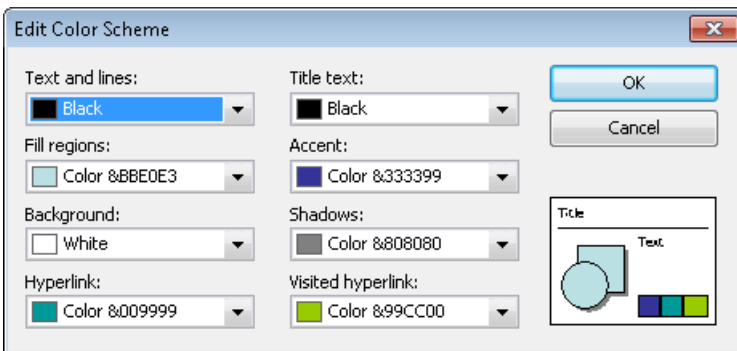 Edit Color Scheme
Text and lines:
Black
Title text:
Black
OK
Cancel
Fill regions:
Color &BBE0E3
Accent:
Color &333399
Background:
White
Shadows:
Color &808080
Hyperlink:
Color &009999
Visited hyperlink:
Color &99CC00
Title
Text